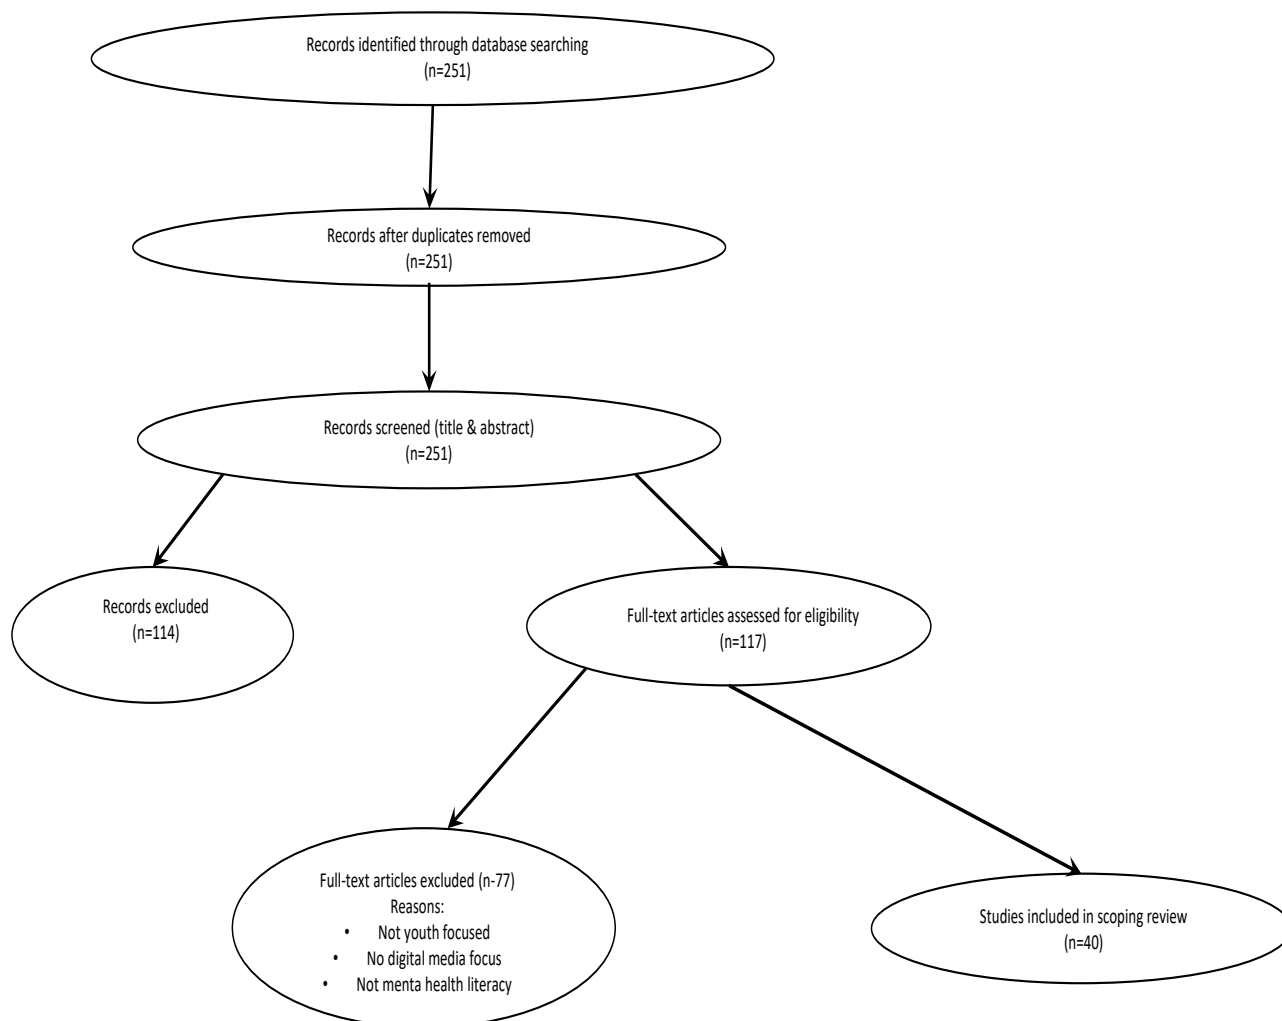 Records identified through database searching
(n=251)
Records after duplicates removed
(n=251)
Records screened (title & abstract)
(n=251)
Records excluded
(n=114)
Full-text articles assessed for eligibility
(n=117)
Full-text articles excluded (n-77)
Reasons:
• Not youth focused
• No digital media focus
• Not menta health literacy
Studies included in scoping review
(n=40)